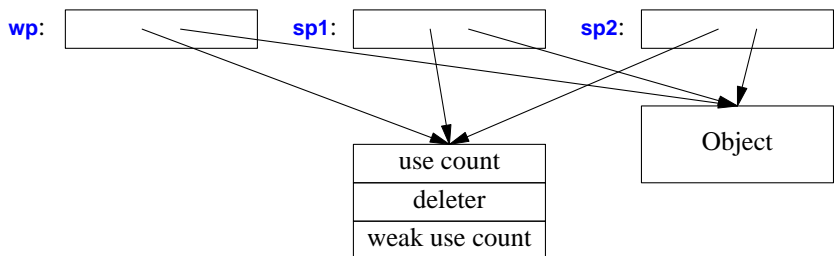 wp: sp1: sp2:
Object
use count
deleter
weak use count